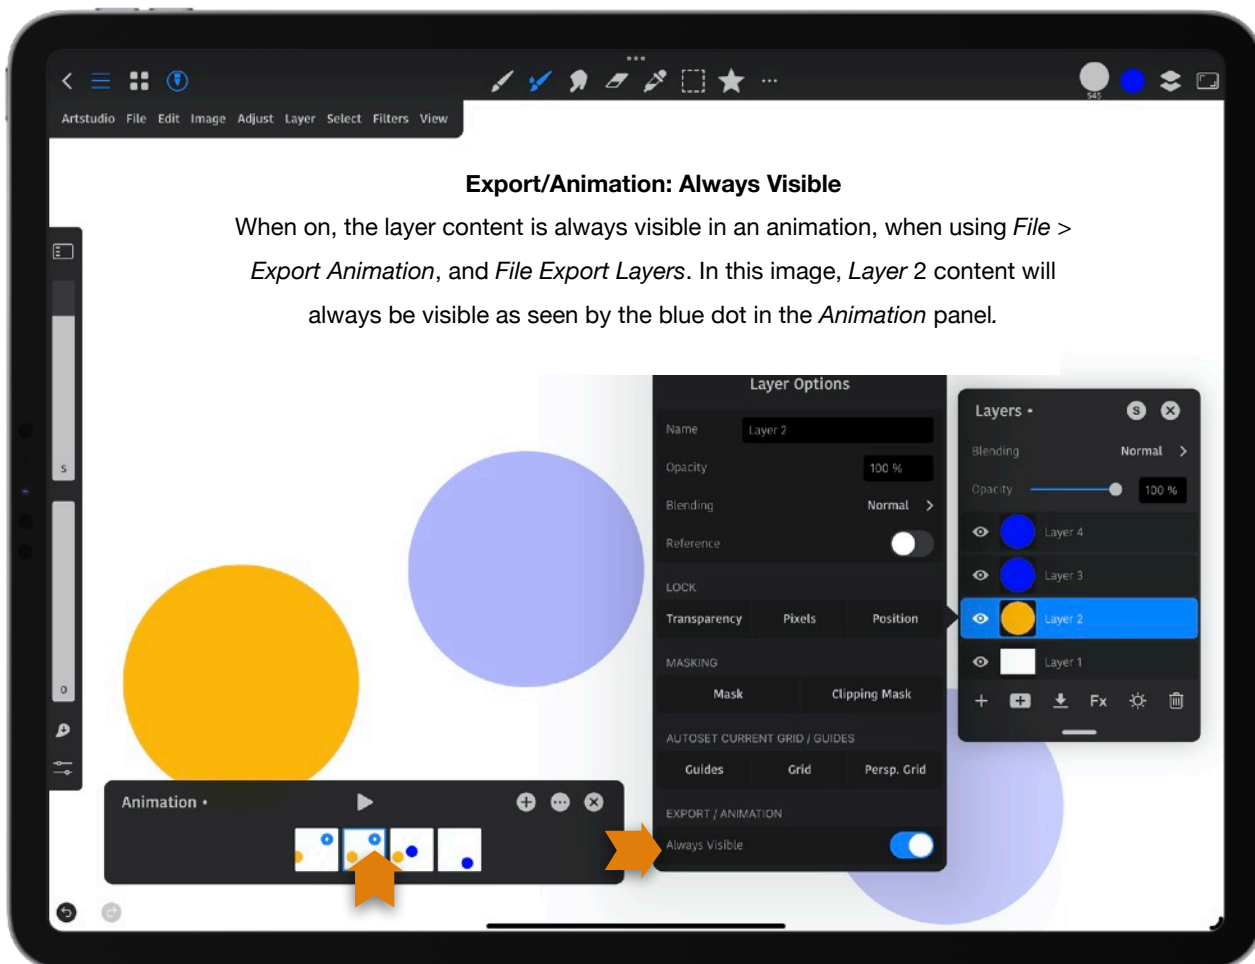 545
Artstudio File Edit Image Adjust Layer Select Filters View
Export/Animation: Always Visible
When on, the layer content is always visible in an animation, when using File >
Export Animation, and File Export Layers. In this image, Layer 2 content will
always be visible as seen by the blue dot in the Animation panel.
S
O
Layer Options
Name Layer 2
Opacity 100 %
Blending Normal >
Reference
LOCK
Transparency Pixels Position
MASKING
Mask Clipping Mask
AUTOSET CURRENT GRID / GUIDES
Guides Grid Persp. Grid
EXPORT / ANIMATION
Always Visible
Layers •
S
Blending Normal >
Opacity 100 %
Layer 4
Layer 3
Layer 2
Layer 1
Fx
Animation •